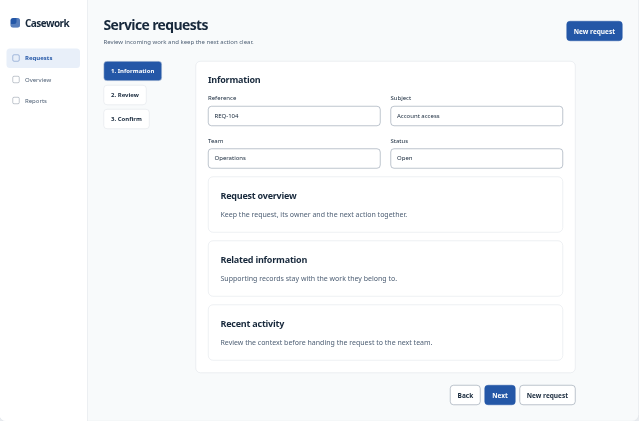 Casework
Requests
Overview
Reports
Service requests
Review incoming work and keep the next action clear.
New request
1. Information
2. Review
3. Confirm
Information
Reference
Subject
REQ-104
Account access
Team
Status
Operations
Open
Request overview
Keep the request, its owner and the next action together.
Related information
Supporting records stay with the work they belong to.
Recent activity
Review the context before handing the request to the next team.
Back
Next
New request